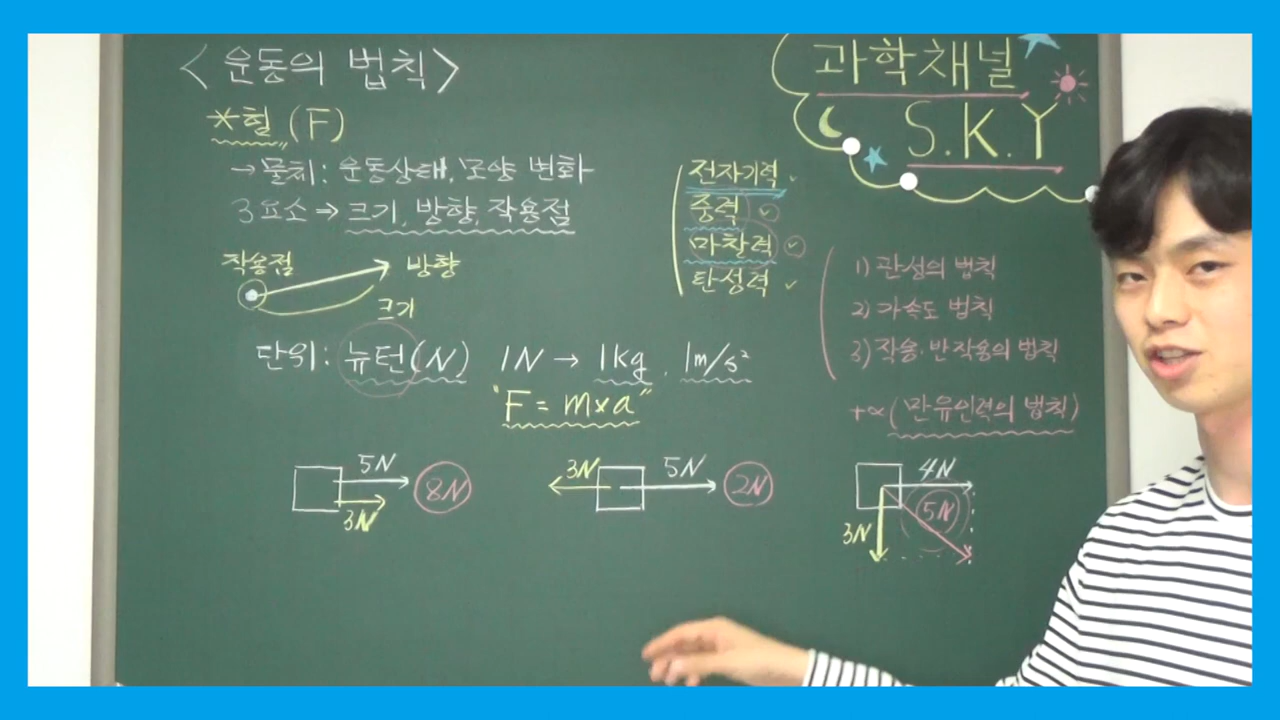 <운동의 법칙>
*힘 (F)
→ 물체: 운동상태, 모양 변화
3요소 ⇒ 크기, 방향, 작용점
작용점
방향
크기
단위: 뉴턴(N) 1N → 1kg . 1m/s²
"F = m×a"
전자기력 ✓
중력 ✓
마찰력 ✓
탄성력 ✓
과학채널
S.K.Y
1) 관성의 법칙
2) 가속도 법칙
3) 작용·반작용의 법칙
+α (만유인력의 법칙)
5N
8N
3N
3N
5N
2N
4N
5N
3N